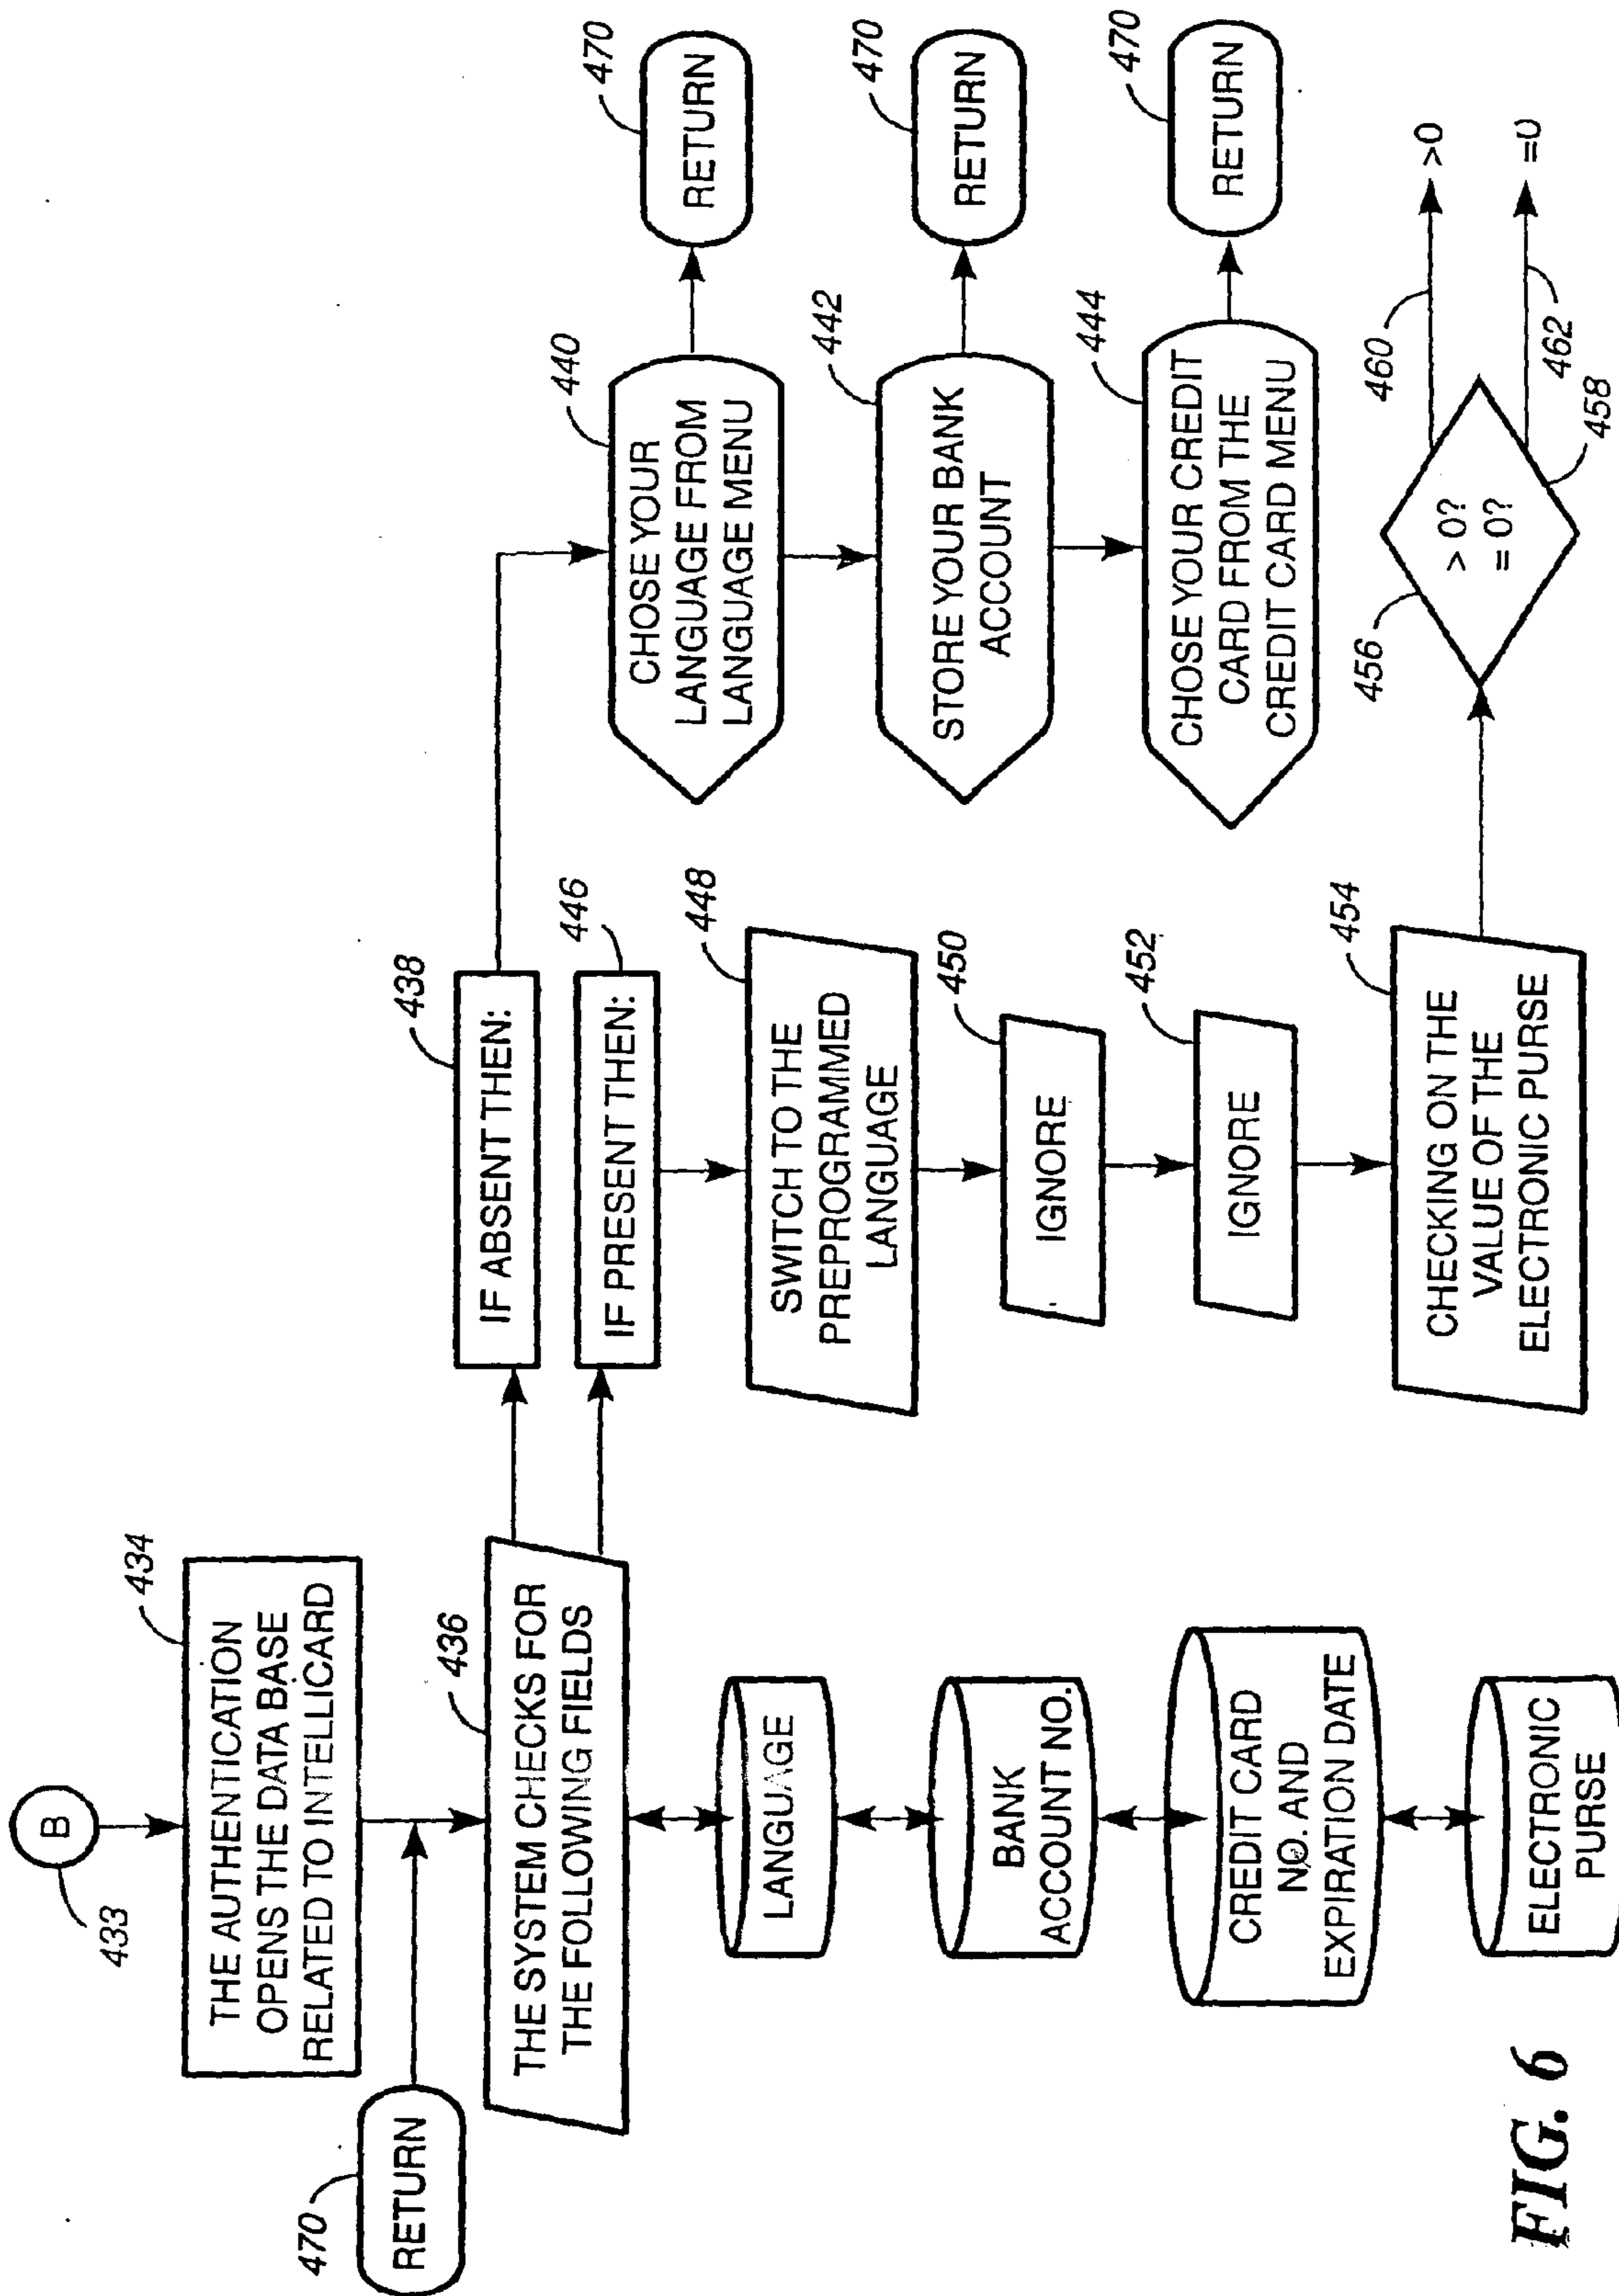 B
433
THE AUTHENTICATION
OPENS THE DATA BASE
RELATED TO INTELLICARD
434
470
RETURN
THE SYSTEM CHECKS FOR
THE FOLLOWING FIELDS
436
LANGUAGE
BANK
ACCOUNT NO.
CREDIT CARD
NO. AND
EXPIRATION DATE
ELECTRONIC
PURSE
438
IF ABSENT THEN:
446
IF PRESENT THEN:
448
SWITCH TO THE
PREPROGRAMMED
LANGUAGE
450
IGNORE
452
IGNORE
454
CHECKING ON THE
VALUE OF THE
ELECTRONIC PURSE
440
CHOSE YOUR
LANGUAGE FROM
LANGUAGE MENU
470
RETURN
442
STORE YOUR BANK
ACCOUNT
470
RETURN
444
CHOSE YOUR CREDIT
CARD FROM THE
CREDIT CARD MENU
470
RETURN
456
> 0?
= 0?
458
460
>0
462
=0
FIG. 6